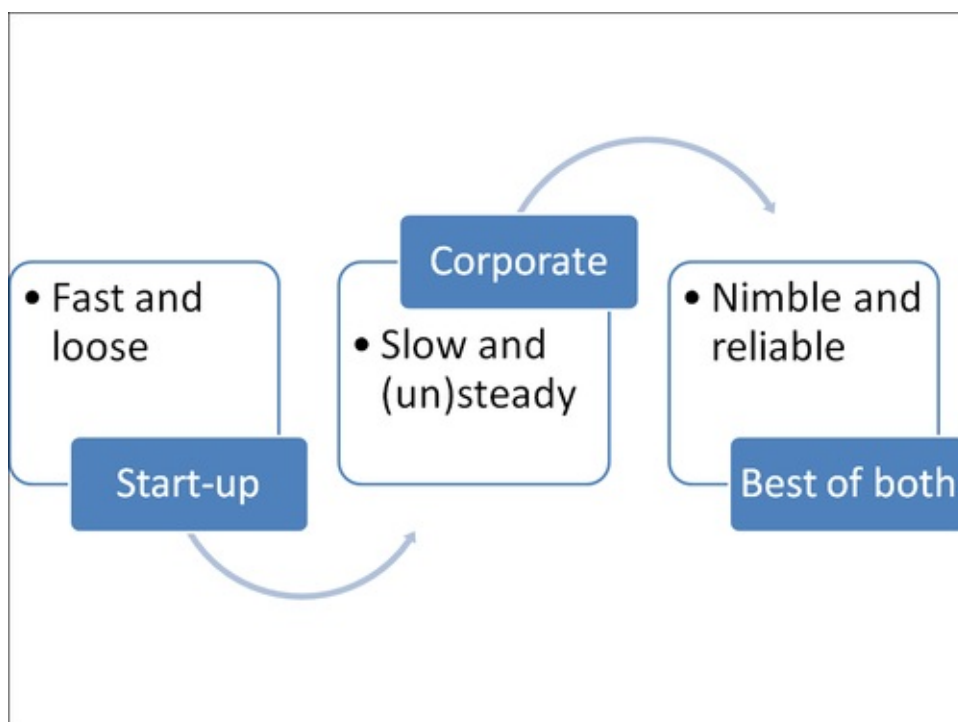 • Fast and
loose
Start-up
Corporate
• Slow and
(un)steady
• Nimble and
reliable
Best of both